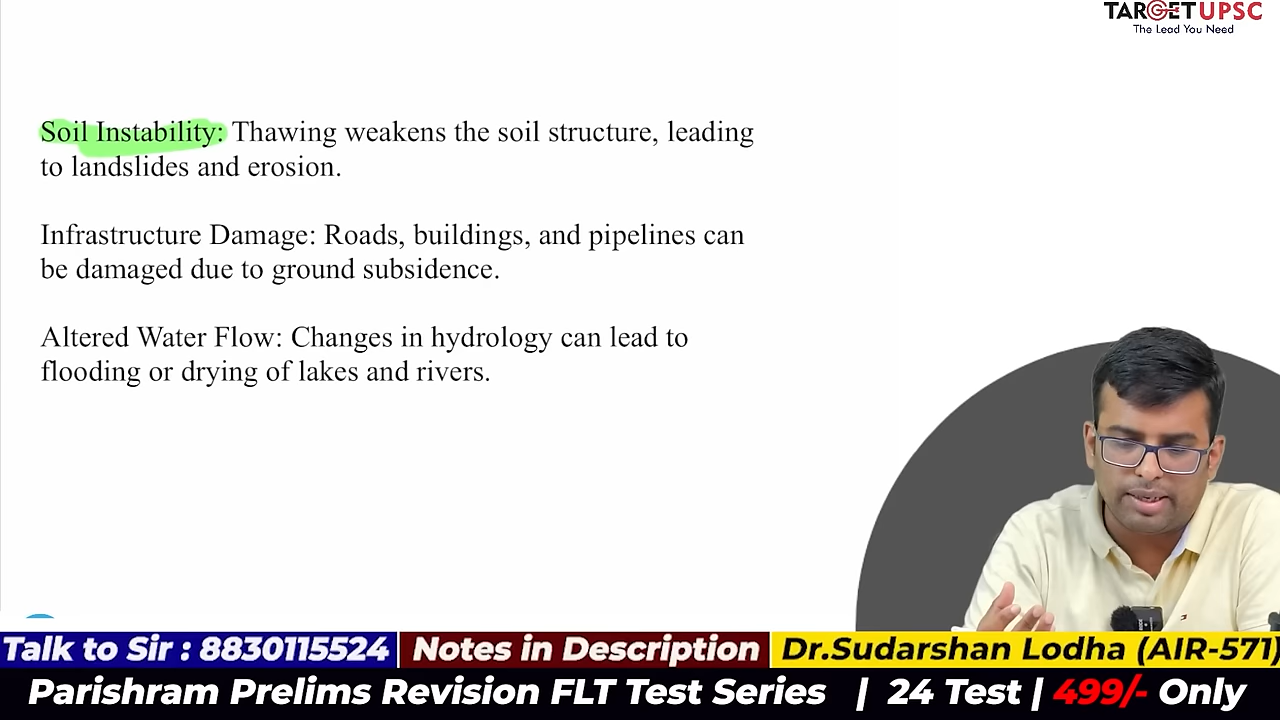 TARGETUPSC
The Lead You Need
Soil Instability: Thawing weakens the soil structure, leading
to landslides and erosion.
Infrastructure Damage: Roads, buildings, and pipelines can
be damaged due to ground subsidence.
Altered Water Flow: Changes in hydrology can lead to
flooding or drying of lakes and rivers.
Talk to Sir : 8830115524 Notes in Description Dr.Sudarshan Lodha (AIR-571)
Parishram Prelims Revision FLT Test Series | 24 Test | 499/- Only